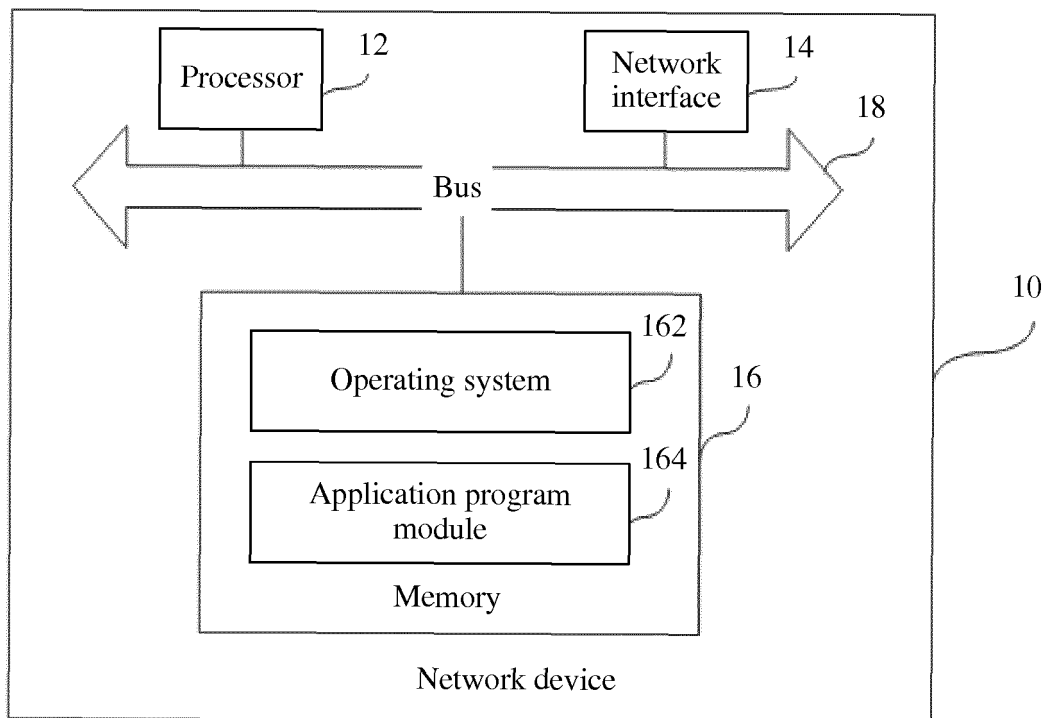 Processor
12
Network
interface
14
18
Bus
10
162
Operating system
16
164
Application program
module
Memory
Network device